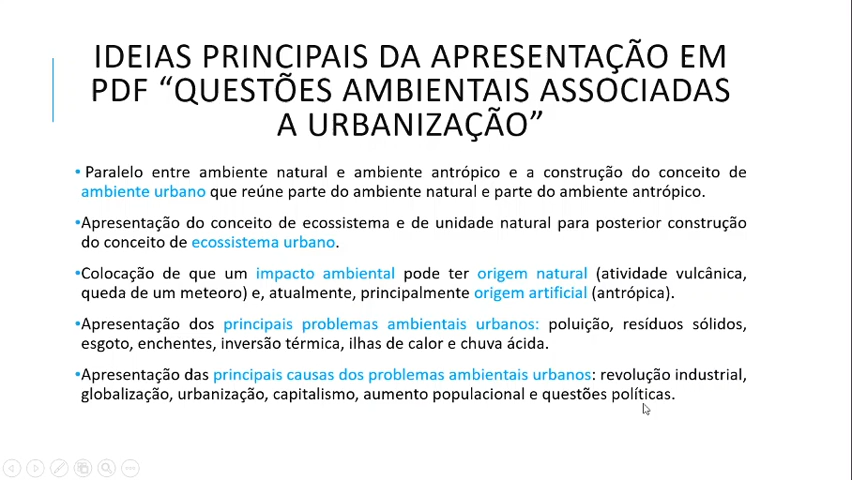 IDEIAS PRINCIPAIS DA APRESENTAÇÃO EM
PDF “QUESTÕES AMBIENTAIS ASSOCIADAS
A URBANIZAÇÃO”
• Paralelo entre ambiente natural e ambiente antrópico e a construção do conceito de
ambiente urbano que reúne parte do ambiente natural e parte do ambiente antrópico.
•Apresentação do conceito de ecossistema e de unidade natural para posterior construção
do conceito de ecossistema urbano.
•Colocação de que um impacto ambiental pode ter origem natural (atividade vulcânica,
queda de um meteoro) e, atualmente, principalmente origem artificial (antrópica).
•Apresentação dos principais problemas ambientais urbanos: poluição, resíduos sólidos,
esgoto, enchentes, inversão térmica, ilhas de calor e chuva ácida.
•Apresentação das principais causas dos problemas ambientais urbanos: revolução industrial,
globalização, urbanização, capitalismo, aumento populacional e questões políticas.